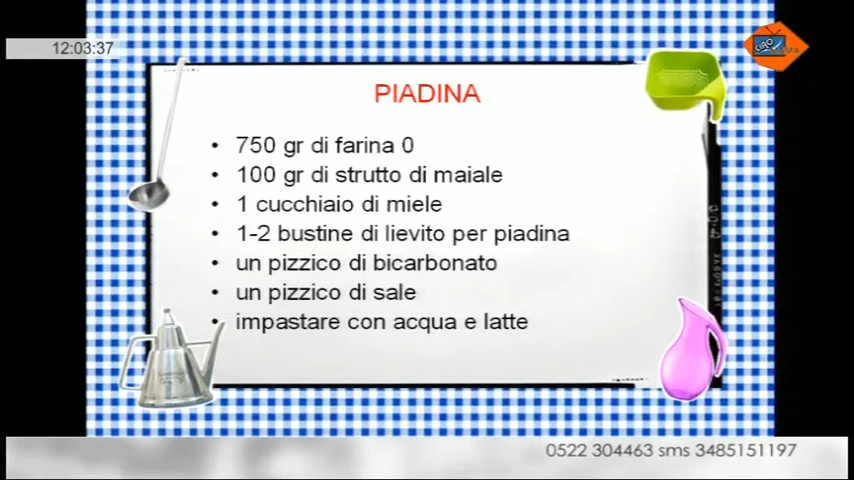 12:03:37
CIRO
PIADINA
• 750 gr di farina 0
• 100 gr di strutto di maiale
• 1 cucchiaio di miele
• 1-2 bustine di lievito per piadina
• un pizzico di bicarbonato
• un pizzico di sale
• impastare con acqua e latte
0522 304463 sms 3485151197